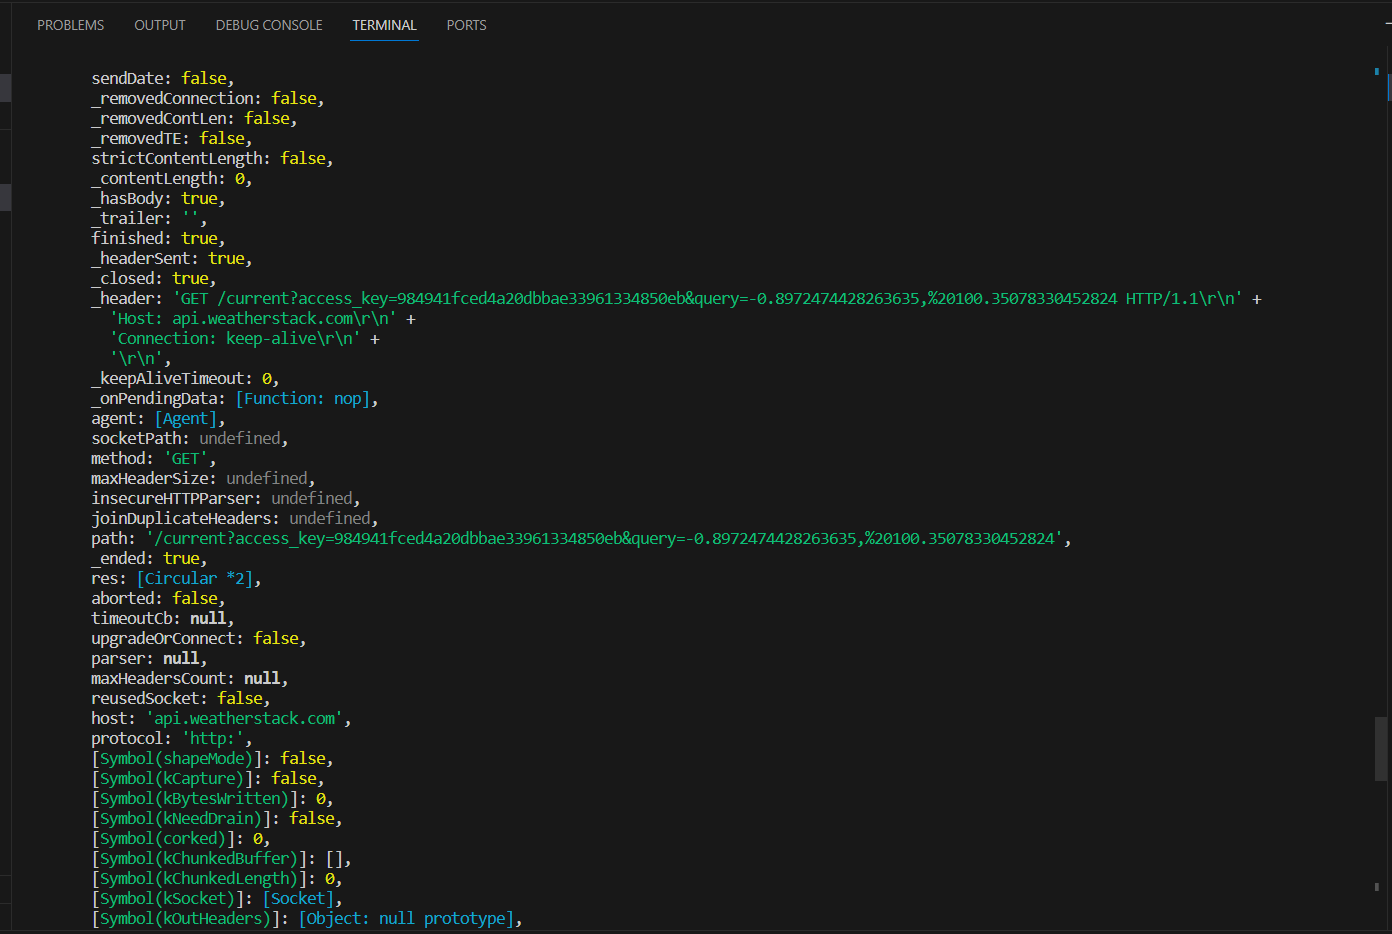 PROBLEMS OUTPUT DEBUG CONSOLE TERMINAL PORTS
sendDate: false,
_removedConnection: false,
_removedContLen: false,
_removedTE: false,
strictContentLength: false,
_contentLength: 0,
_hasBody: true,
_trailer: '',
finished: true,
_headerSent: true,
_closed: true,
_header: 'GET /current?access_key=984941fced4a20dbbae33961334850eb&query=-0.8972474428263635,%20100.35078330452824 HTTP/1.1\r\n' +
'Host: api.weatherstack.com\r\n' +
'Connection: keep-alive\r\n' +
'\r\n',
_keepAliveTimeout: 0,
_onPendingData: [Function: nop],
agent: [Agent],
socketPath: undefined,
method: 'GET',
maxHeaderSize: undefined,
insecureHTTPParser: undefined,
joinDuplicateHeaders: undefined,
path: '/current?access_key=984941fced4a20dbbae33961334850eb&query=-0.8972474428263635,%20100.35078330452824',
_ended: true,
res: [Circular *2],
aborted: false,
timeoutCb: null,
upgradeOrConnect: false,
parser: null,
maxHeadersCount: null,
reusedSocket: false,
host: 'api.weatherstack.com',
protocol: 'http:',
[Symbol(shapeMode)]: false,
[Symbol(kCapture)]: false,
[Symbol(kBytesWritten)]: 0,
[Symbol(kNeedDrain)]: false,
[Symbol(corked)]: 0,
[Symbol(kChunkedBuffer)]: [],
[Symbol(kChunkedLength)]: 0,
[Symbol(kSocket)]: [Socket],
[Symbol(kOutHeaders)]: [Object: null prototype],